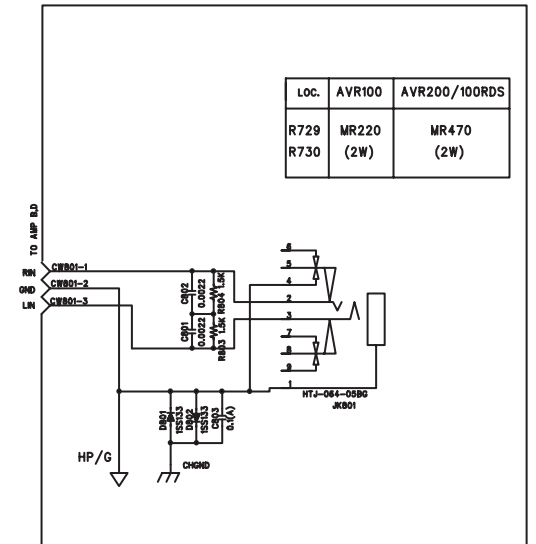 LOC. AVR100 AVR200/100RDS
R729 MR220 MR470
R730 (2W) (2W)
TO AMP B,D
RIN CW801-1
GND CW801-2
LIN CW801-3
C802
0.0022
R804 1.5K
C801
0.0022
R803 1.5K
6
5
4
2
3
7
8
9
1
HTJ-064-05BG
JK801
D801
1SS133
D802
1SS133
C803
0.1(A)
HP/G
CHGND